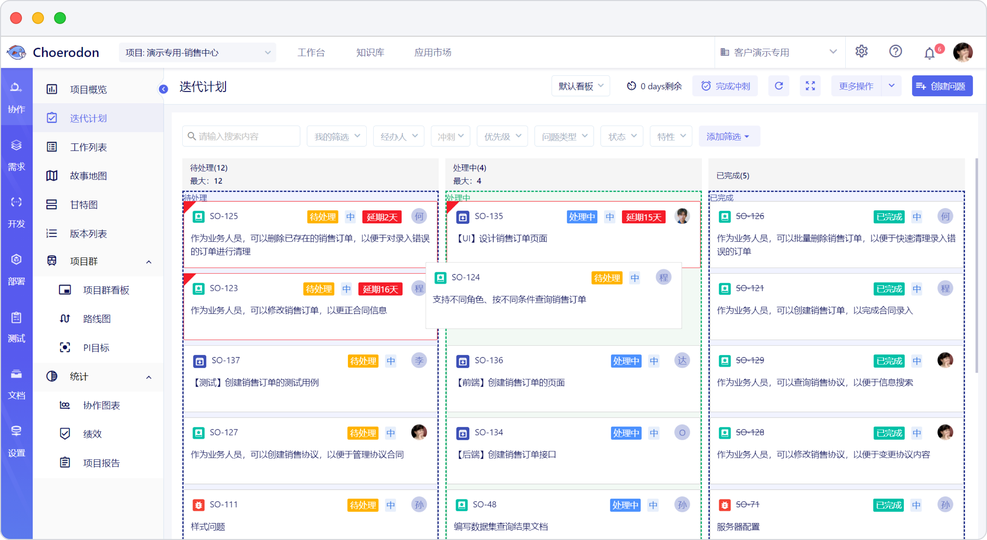 Choerodon
项目: 演示专用-销售中心
工作台
知识库
应用市场
客户演示专用
6
协作
需求
开发
部署
测试
文档
设置
项目概览
迭代计划
工作列表
故事地图
甘特图
版本列表
项目群
项目群看板
路线图
PI目标
统计
协作图表
绩效
项目报告
迭代计划
默认看板
0 days剩余
完成冲刺
更多操作
创建问题
请输入搜索内容
我的筛选
经办人
冲刺
优先级
问题类型
状态
特性
添加筛选
待处理(12)
最大: 12
待处理
SO-125 待处理 中 延期2天 何
作为业务人员，可以删除已存在的销售订单，以便于对录入错误
的订单进行清理
SO-123 待处理 中 延期16天 程
作为业务人员，可以修改销售订单，以更正合同信息
SO-137 待处理 中 李
【测试】创建销售订单的测试用例
SO-127 待处理 中
作为业务人员，可以创建销售协议，以便于管理协议合同
SO-111 待处理 中 孙
样式问题
处理中(4)
最大: 4
处理中
SO-135 处理中 中 延期15天
【UI】设计销售订单页面
SO-124 待处理 中 程
支持不同角色、按不同条件查询销售订单
SO-136 处理中 中 达
【前端】创建销售订单的页面
SO-134 处理中 中 O
【后端】创建销售订单接口
SO-48 处理中 中 孙
编写数据集查询结果文档
已完成(5)
已完成
SO-126 已完成 中 何
作为业务人员，可以批量删除销售订单，以便于快速清理录入错
误的订单
SO-121 已完成 中 程
作为业务人员，可以创建销售订单，以完成合同录入
SO-129 已完成 中
作为业务人员，可以查询销售协议，以便于信息搜索
SO-128 已完成 中
作为业务人员，可以修改销售协议，以便于变更协议内容
SO-71 已完成 中 孙
服务器配置